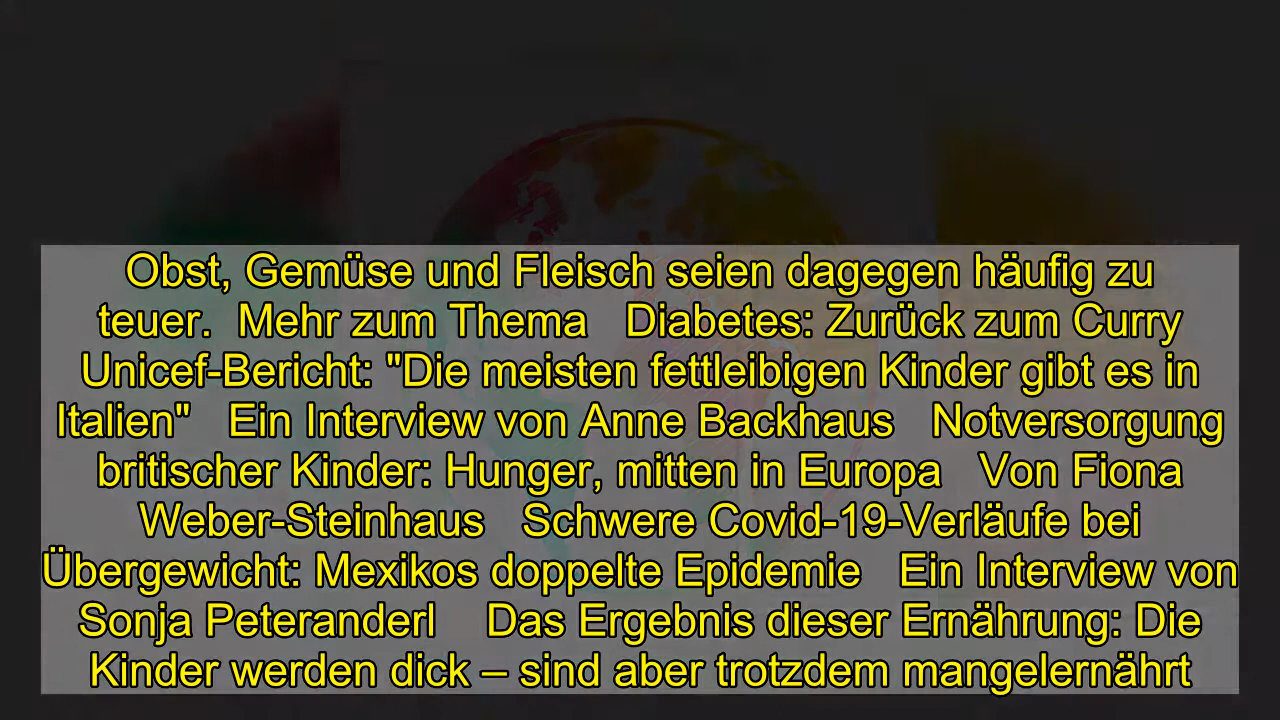 Obst, Gemüse und Fleisch seien dagegen häufig zu
teuer.  Mehr zum Thema   Diabetes: Zurück zum Curry
Unicef-Bericht: "Die meisten fettleibigen Kinder gibt es in
Italien"   Ein Interview von Anne Backhaus   Notversorgung
britischer Kinder: Hunger, mitten in Europa   Von Fiona
Weber-Steinhaus   Schwere Covid-19-Verläufe bei
Übergewicht: Mexikos doppelte Epidemie   Ein Interview von
Sonja Peteranderl    Das Ergebnis dieser Ernährung: Die
Kinder werden dick – sind aber trotzdem mangelernährt